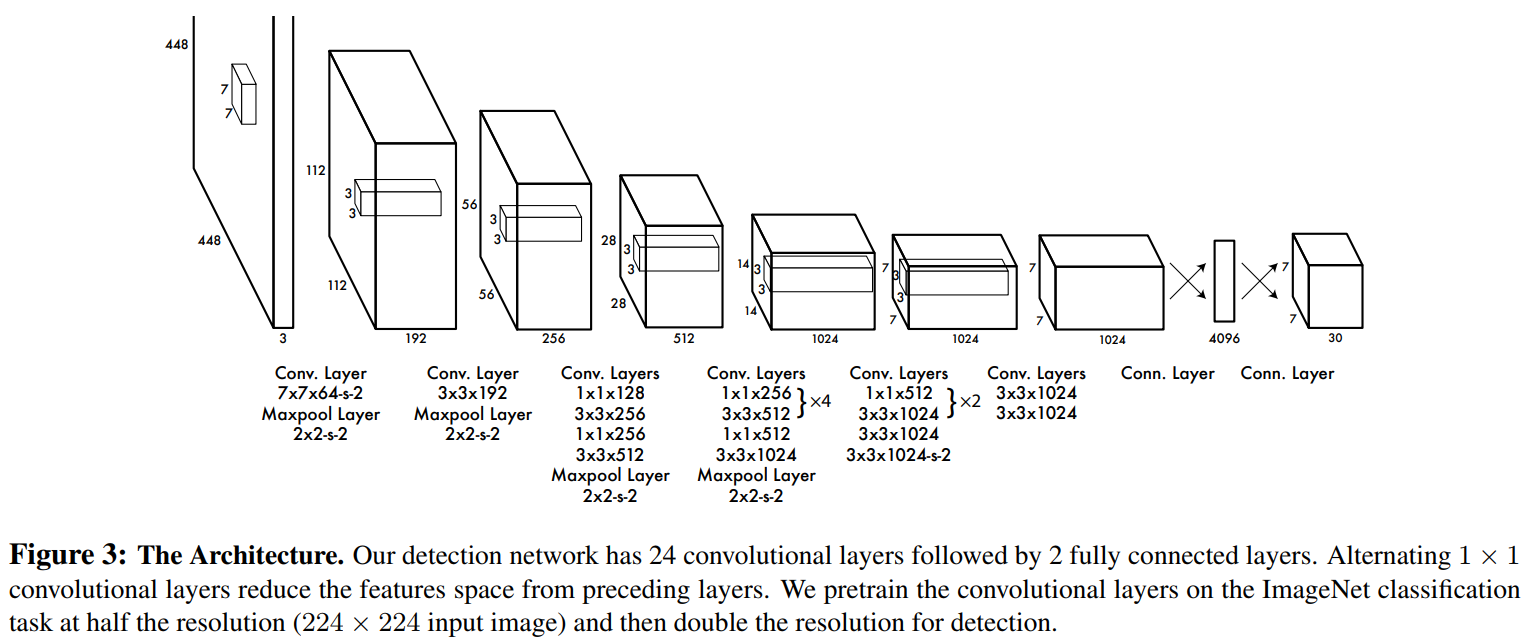 448
7
7
448
3
112
3
3
112
192
56
3
3
56
256
28
3
3
28
512
14
3
3
14
1024
7
3
3
7
1024
7
7
1024
4096
7
7
30
Conv. Layer
7x7x64-s-2
Maxpool Layer
2x2-s-2
Conv. Layer
3x3x192
Maxpool Layer
2x2-s-2
Conv. Layers
1x1x128
3x3x256
1x1x256
3x3x512
Maxpool Layer
2x2-s-2
Conv. Layers
1x1x256
3x3x512
}×4
1x1x512
3x3x1024
Maxpool Layer
2x2-s-2
Conv. Layers
1x1x512
3x3x1024
}×2
3x3x1024
3x3x1024-s-2
Conv. Layers
3x3x1024
3x3x1024
Conn. Layer
Conn. Layer
Figure 3: The Architecture. Our detection network has 24 convolutional layers followed by 2 fully connected layers. Alternating 1 × 1
convolutional layers reduce the features space from preceding layers. We pretrain the convolutional layers on the ImageNet classification
task at half the resolution (224 × 224 input image) and then double the resolution for detection.